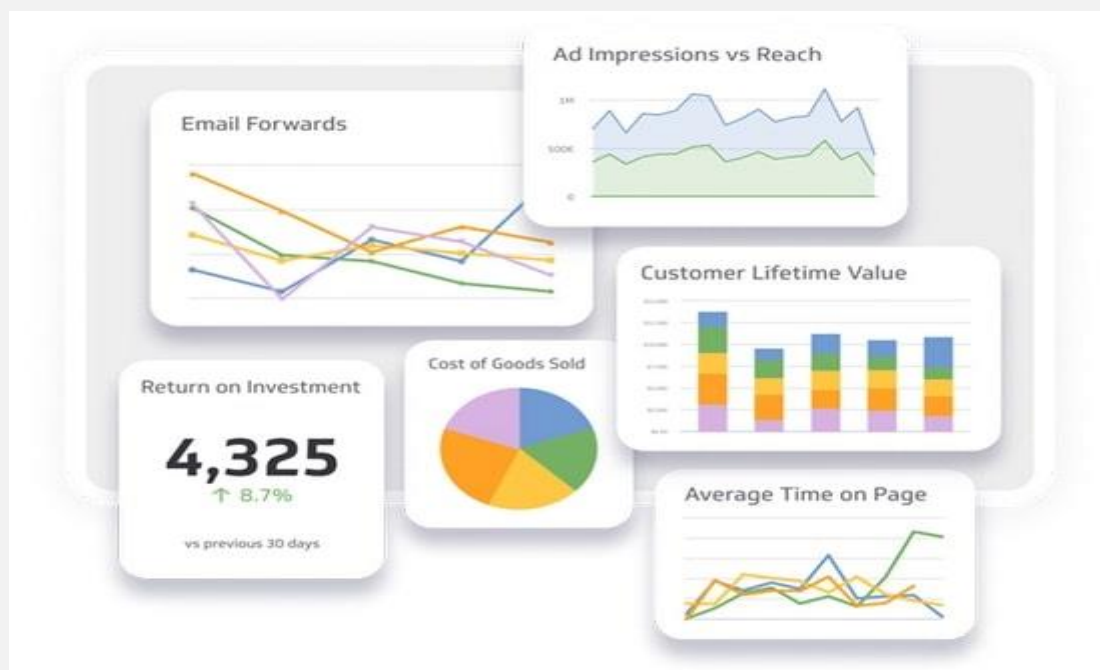 Ad Impressions vs Reach
1M
500K
0
Email Forwards
Customer Lifetime Value
Return on Investment
4,325
↑ 8.7%
vs previous 30 days
Cost of Goods Sold
Average Time on Page